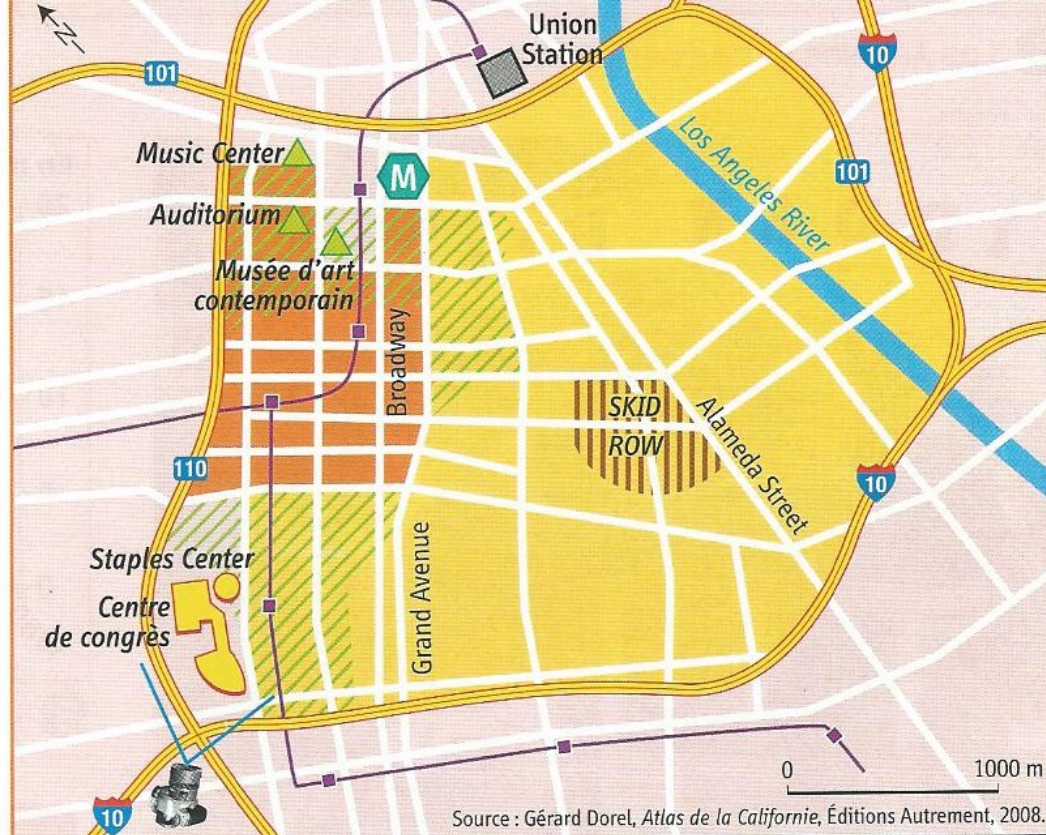 N
Union
Station
10
101
Music Center
M
Los Angeles River
101
Auditorium
Musée d'art
contemporain
Broadway
SKID
ROW
Alameda Street
110
10
Staples Center
Centre
de congrès
Grand Avenue
0 1000 m
10
Source : Gérard Dorel, Atlas de la Californie, Éditions Autrement, 2008.